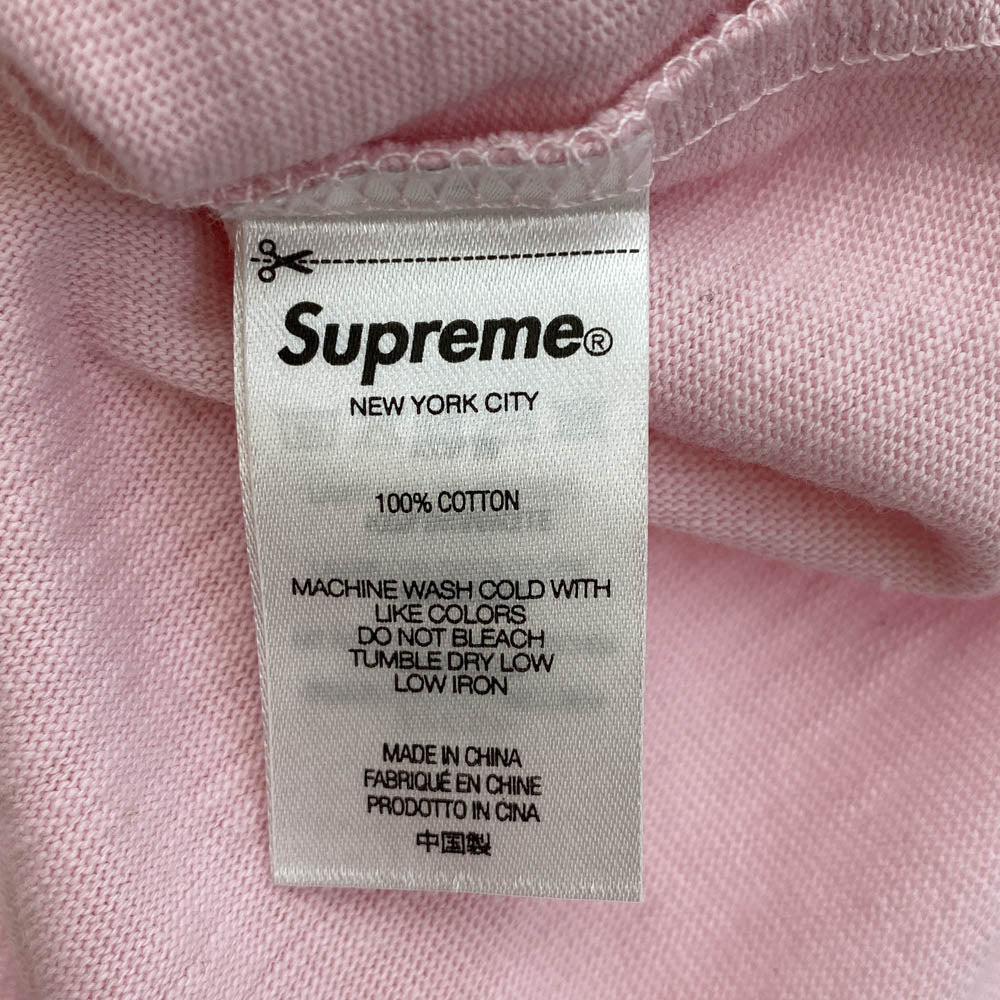 Supreme®
NEW YORK CITY
100% COTTON
MACHINE WASH COLD WITH
LIKE COLORS
DO NOT BLEACH
TUMBLE DRY LOW
LOW IRON
MADE IN CHINA
FABRIQUÉ EN CHINE
PRODOTTO IN CINA
中国製